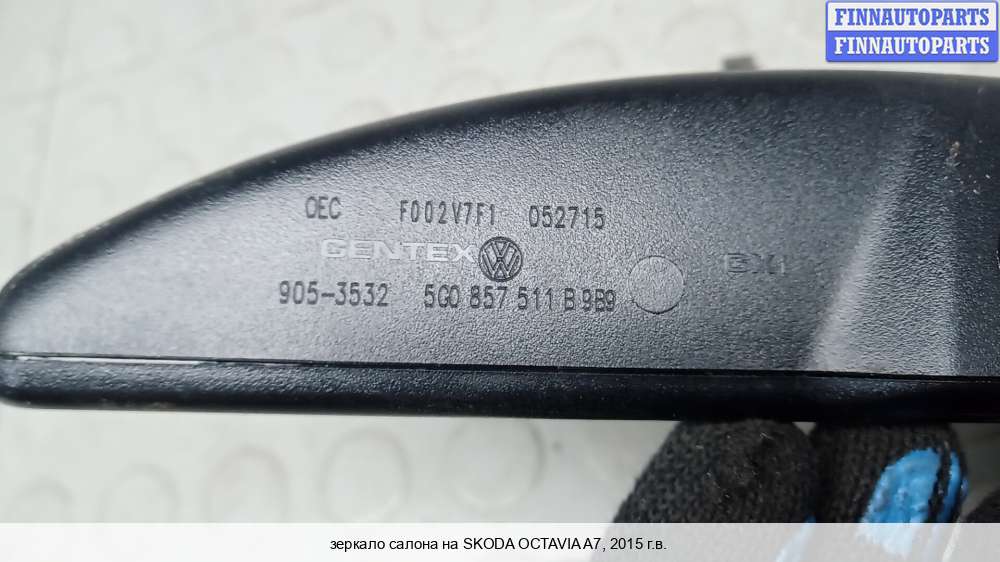 FINNAUTOPARTS
FINNAUTOPARTS
OEC F002V7F1 052715
GENTEX
905-3532 5G0 857 511 B 9B9
зеркало салона на SKODA OCTAVIA A7, 2015 г.в.